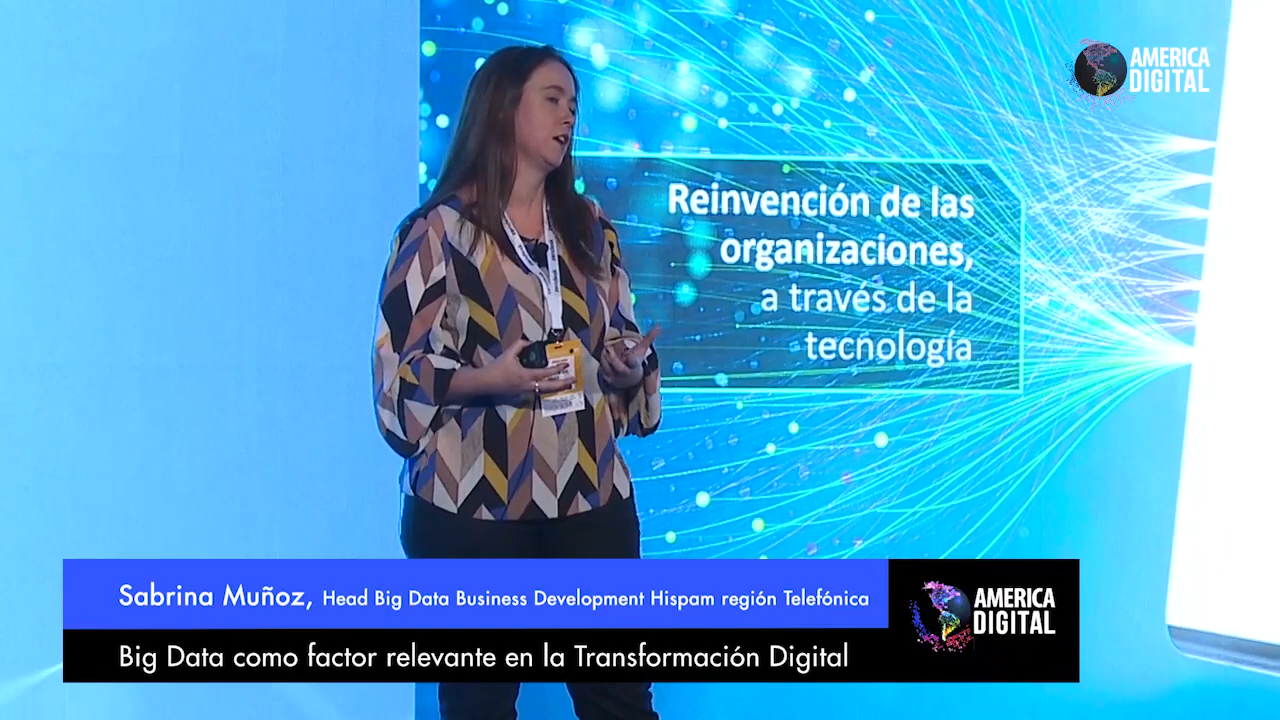 AMERICA
DIGITAL
Reinvención de las
organizaciones,
a través de la
tecnología
Sabrina Muñoz, Head Big Data Business Development Hispam región Telefónica
Big Data como factor relevante en la Transformación Digital
AMERICA
DIGITAL